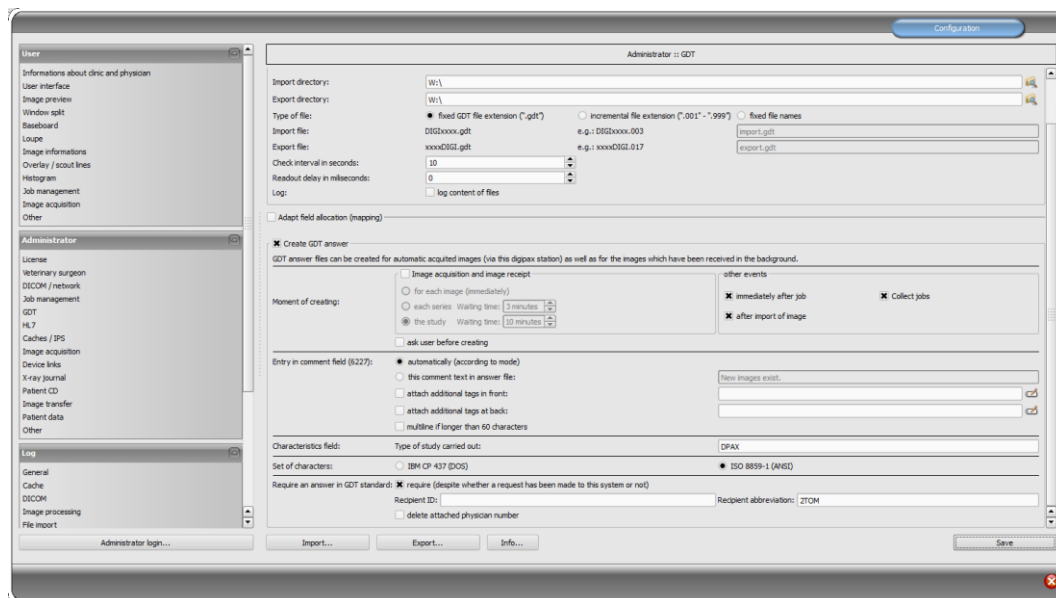 Configuration
User
Informations about clinic and physician
User interface
Image preview
Window split
Baseboard
Loupe
Image informations
Overlay / scout lines
Histogram
Job management
Image acquisition
Other
Administrator
License
Veterinary surgeon
DICOM / network
Job management
GDT
HL7
Caches / IPS
Image acquisition
Device links
X-ray journal
Patient CD
Image transfer
Patient data
Other
Log
General
Cache
DICOM
Image processing
File import
Administrator login...
Administrator :: GDT
Import directory: W:\
Export directory: W:\
Type of file: fixed GDT file extension (".gdt") incremental file extension (".001" - ".999") fixed file names
Import file: DIGIxxxx.gdt e.g.: DIGIxxxx.003 import.gdt
Export file: xxxxDIGI.gdt e.g.: xxxxDIGI.017 export.gdt
Check interval in seconds: 10
Readout delay in miliseconds: 0
Log: log content of files
Adapt field allocation (mapping)
Create GDT answer
GDT answer files can be created for automatic acquited images (via this digipax station) as well as for the images which have been received in the background.
Image acquisition and image receipt other events
for each image (immediately)
Moment of creating: each series Waiting time: 3 minutes immediately after job Collect jobs
the study Waiting time: 10 minutes after import of image
ask user before creating
Entry in comment field (6227): automatically (according to mode)
this comment text in answer file: New images exist.
attach additional tags in front:
attach additional tags at back:
multiline if longer than 60 characters
Characteristics field: Type of study carried out: DPAX
Set of characters: IBM CP 437 (DOS) ISO 8859-1 (ANSI)
Require an answer in GDT standard: require (despite whether a request has been made to this system or not)
Recipient ID: Recipient abbreviation: 2TOM
delete attached physician number
Import... Export... Info... Save